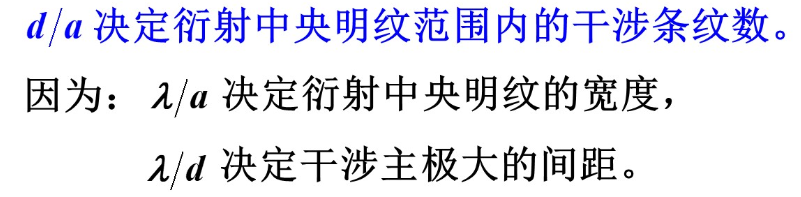 d/a 决定衍射中央明纹范围内的干涉条纹数。
因为：λ/a 决定衍射中央明纹的宽度，
λ/d 决定干涉主极大的间距。